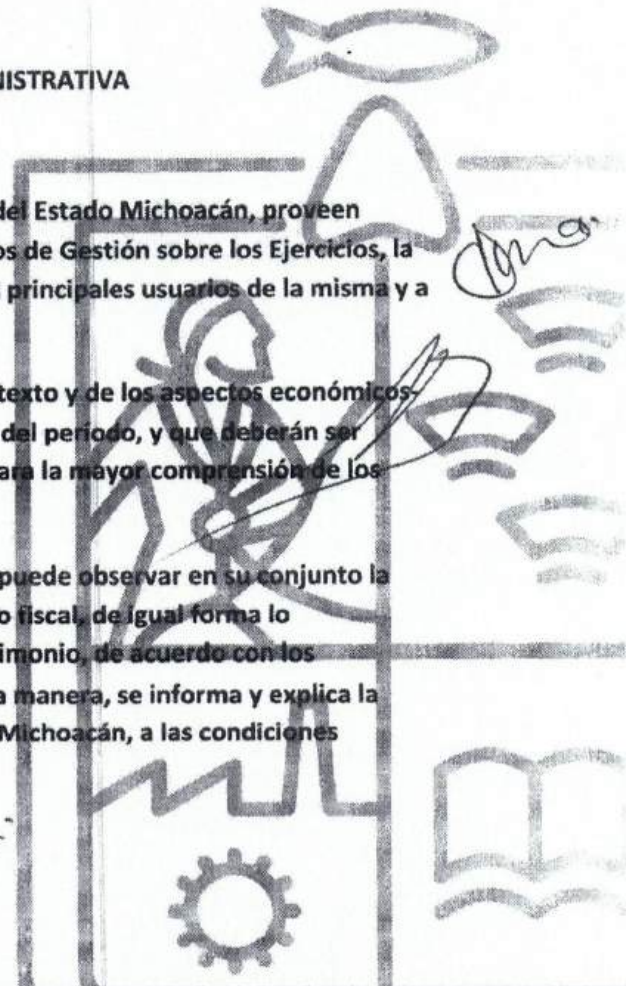 NISTRATIVA
del Estado Michoacán, proveen
os de Gestión sobre los Ejercicios, la
principales usuarios de la misma y a
texto y de los aspectos económicos-
del periodo, y que deberán ser
ara la mayor comprensión de los
puede observar en su conjunto la
o fiscal, de igual forma lo
imonio, de acuerdo con los
a manera, se informa y explica la
Michoacán, a las condiciones